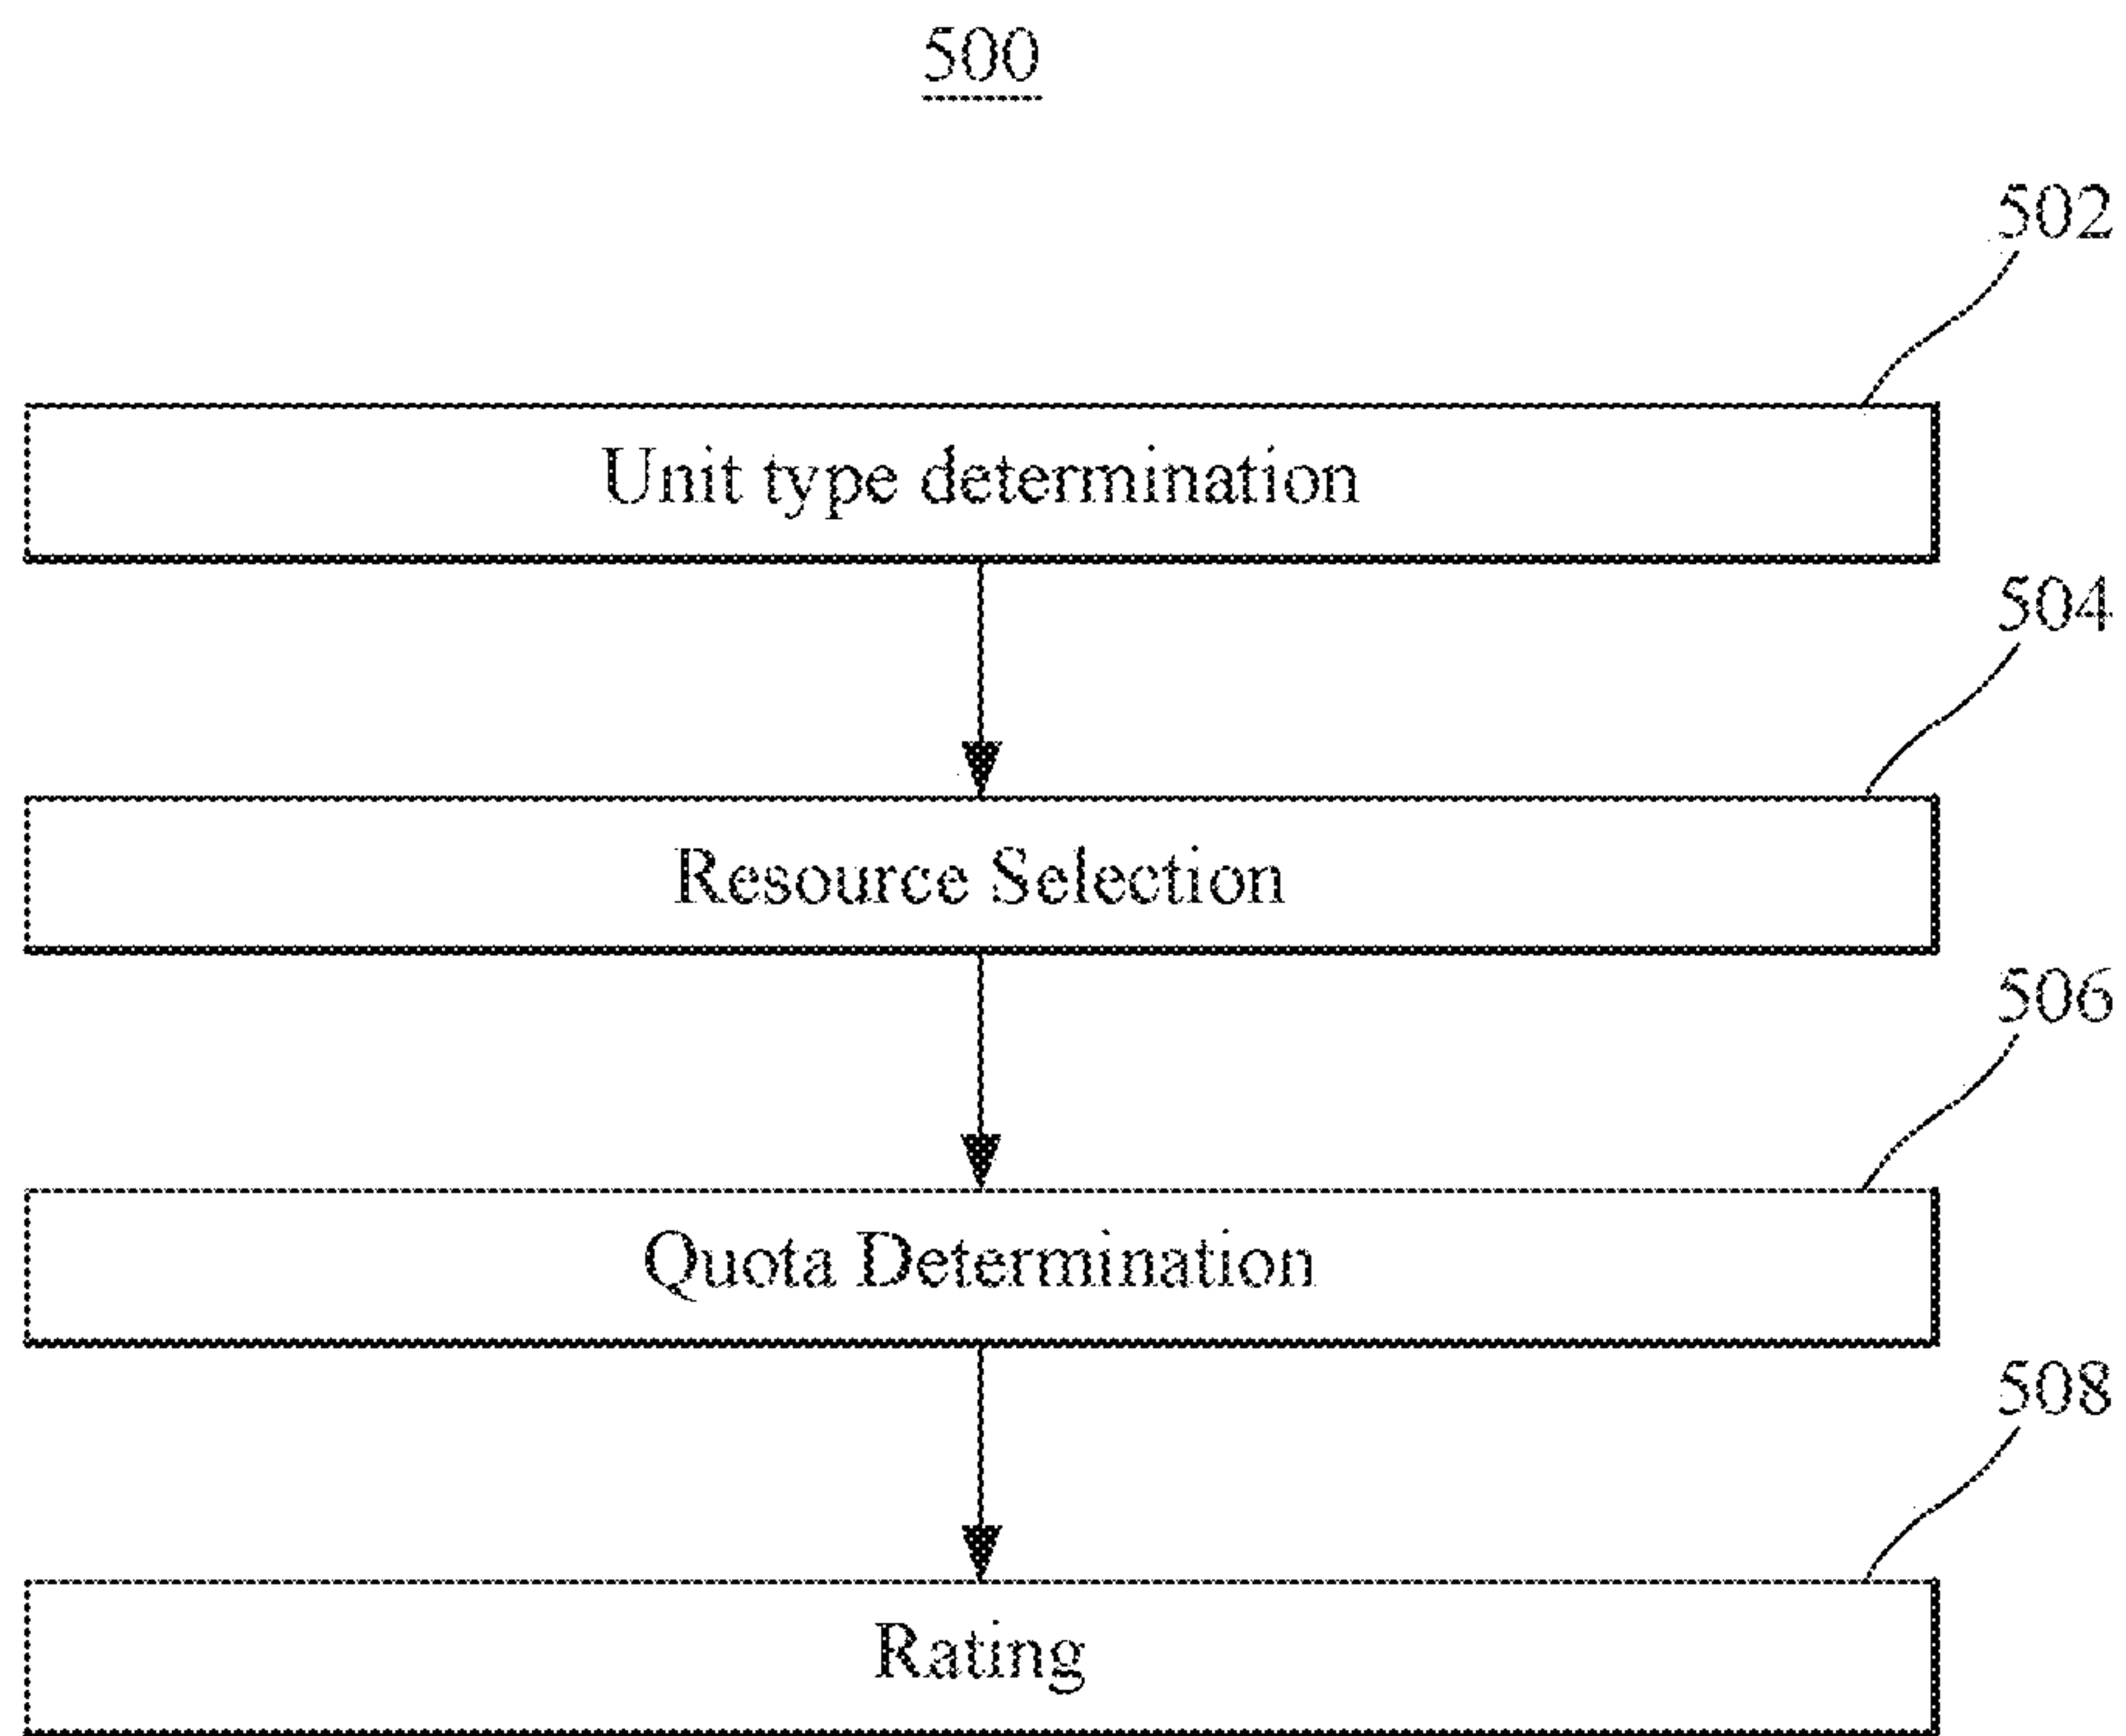 500
502
Unit type determination
504
Resource Selection
506
Quota Determination
508
Rating